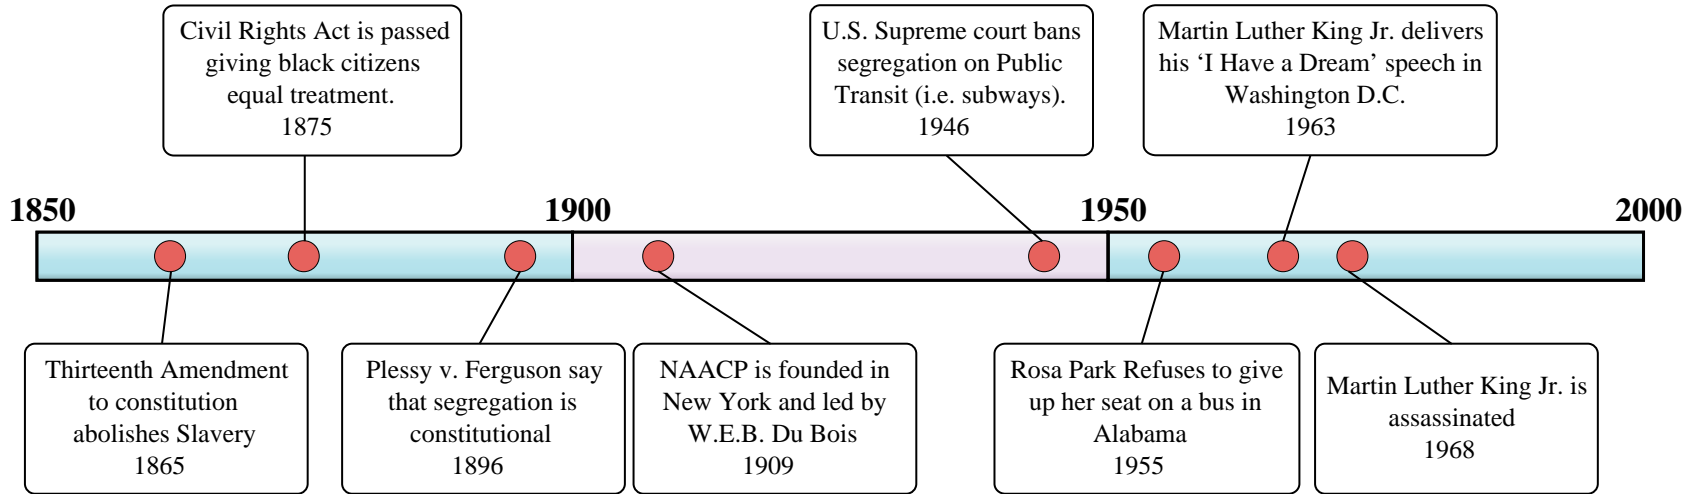 Civil Rights Act is passed
giving black citizens
equal treatment.
1875
U.S. Supreme court bans
segregation on Public
Transit (i.e. subways).
1946
Martin Luther King Jr. delivers
his ‘I Have a Dream’ speech in
Washington D.C.
1963
1850
1900
1950
2000
Thirteenth Amendment
to constitution
abolishes Slavery
1865
Plessy v. Ferguson say
that segregation is
constitutional
1896
NAACP is founded in
New York and led by
W.E.B. Du Bois
1909
Rosa Park Refuses to give
up her seat on a bus in
Alabama
1955
Martin Luther King Jr. is
assassinated
1968